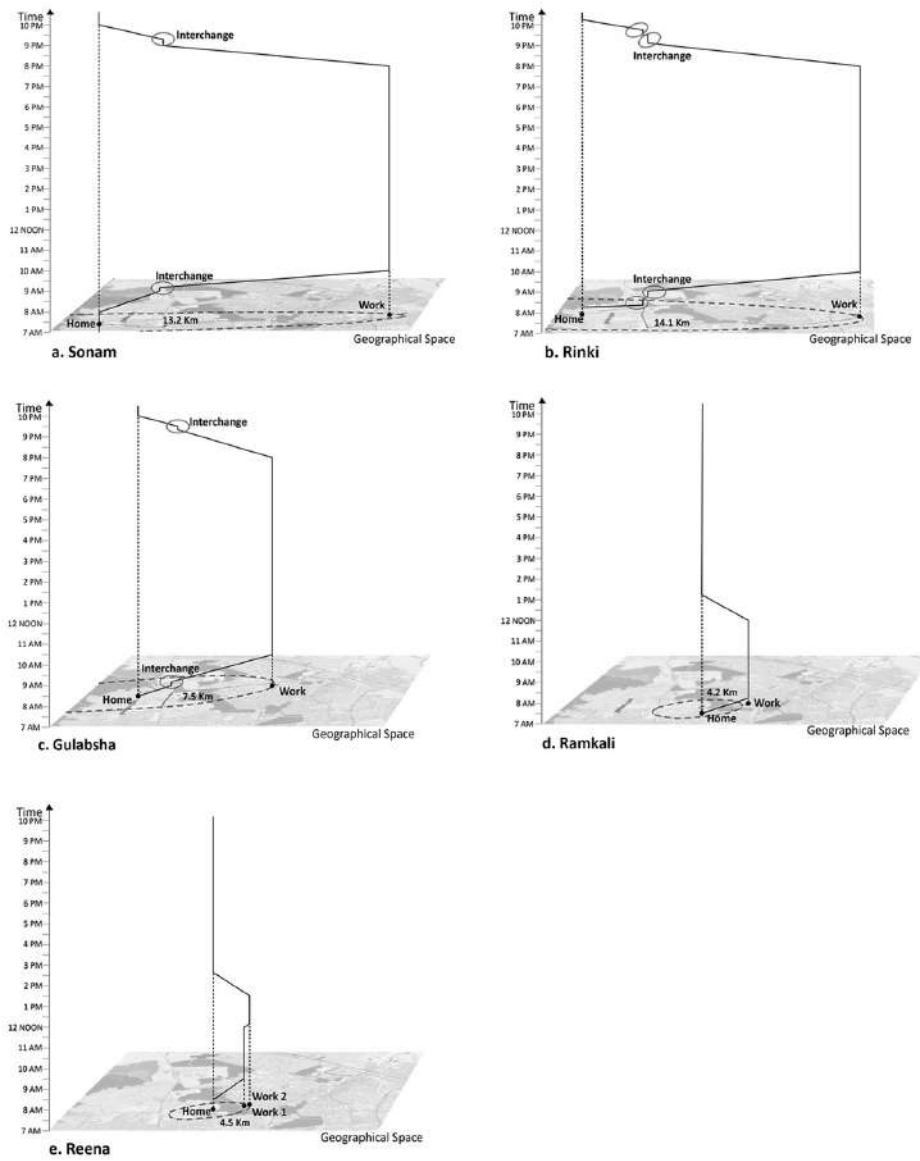 Time
10 PM
9 PM
8 PM
7 PM
6 PM
5 PM
4 PM
3 PM
2 PM
1 PM
12 NOON
11 AM
10 AM
9 AM
8 AM
7 AM
Interchange
Interchange
Home
Work
13.2 Km
Geographical Space
a. Sonam
Time
10 PM
9 PM
8 PM
7 PM
6 PM
5 PM
4 PM
3 PM
2 PM
1 PM
12 NOON
11 AM
10 AM
9 AM
8 AM
7 AM
Interchange
Interchange
Home
Work
14.1 Km
Geographical Space
b. Rinki
Time
10 PM
9 PM
8 PM
7 PM
6 PM
5 PM
4 PM
3 PM
2 PM
1 PM
12 NOON
11 AM
10 AM
9 AM
8 AM
7 AM
Interchange
Interchange
Home
7.5 Km
Work
Geographical Space
c. Gulabsha
Time
10 PM
9 PM
8 PM
7 PM
6 PM
5 PM
4 PM
3 PM
2 PM
1 PM
12 NOON
11 AM
10 AM
9 AM
8 AM
7 AM
4.2 Km
Work
Home
Geographical Space
d. Ramkali
Time
10 PM
9 PM
8 PM
7 PM
6 PM
5 PM
4 PM
3 PM
2 PM
1 PM
12 NOON
11 AM
10 AM
9 AM
8 AM
7 AM
Work 2
Home
Work 1
4.5 Km
Geographical Space
e. Reena